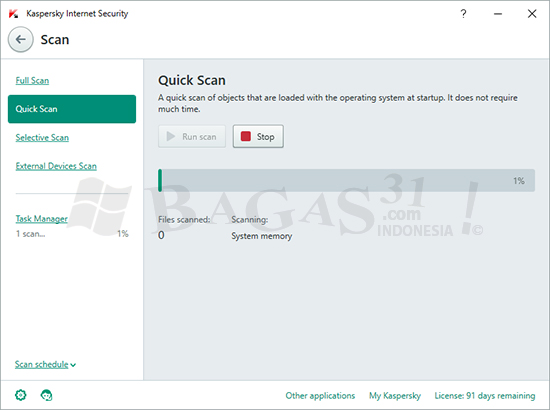 Kaspersky Internet Security
Scan
Full Scan
Quick Scan
Selective Scan
External Devices Scan
Task Manager
1 scan... 1%
Scan schedule
Quick Scan
A quick scan of objects that are loaded with the operating system at startup. It does not require
much time.
Run scan Stop
1%
Files scanned: Scanning:
0 System memory
BAGAS31.com
INDONESIA !©
Other applications My Kaspersky License: 91 days remaining